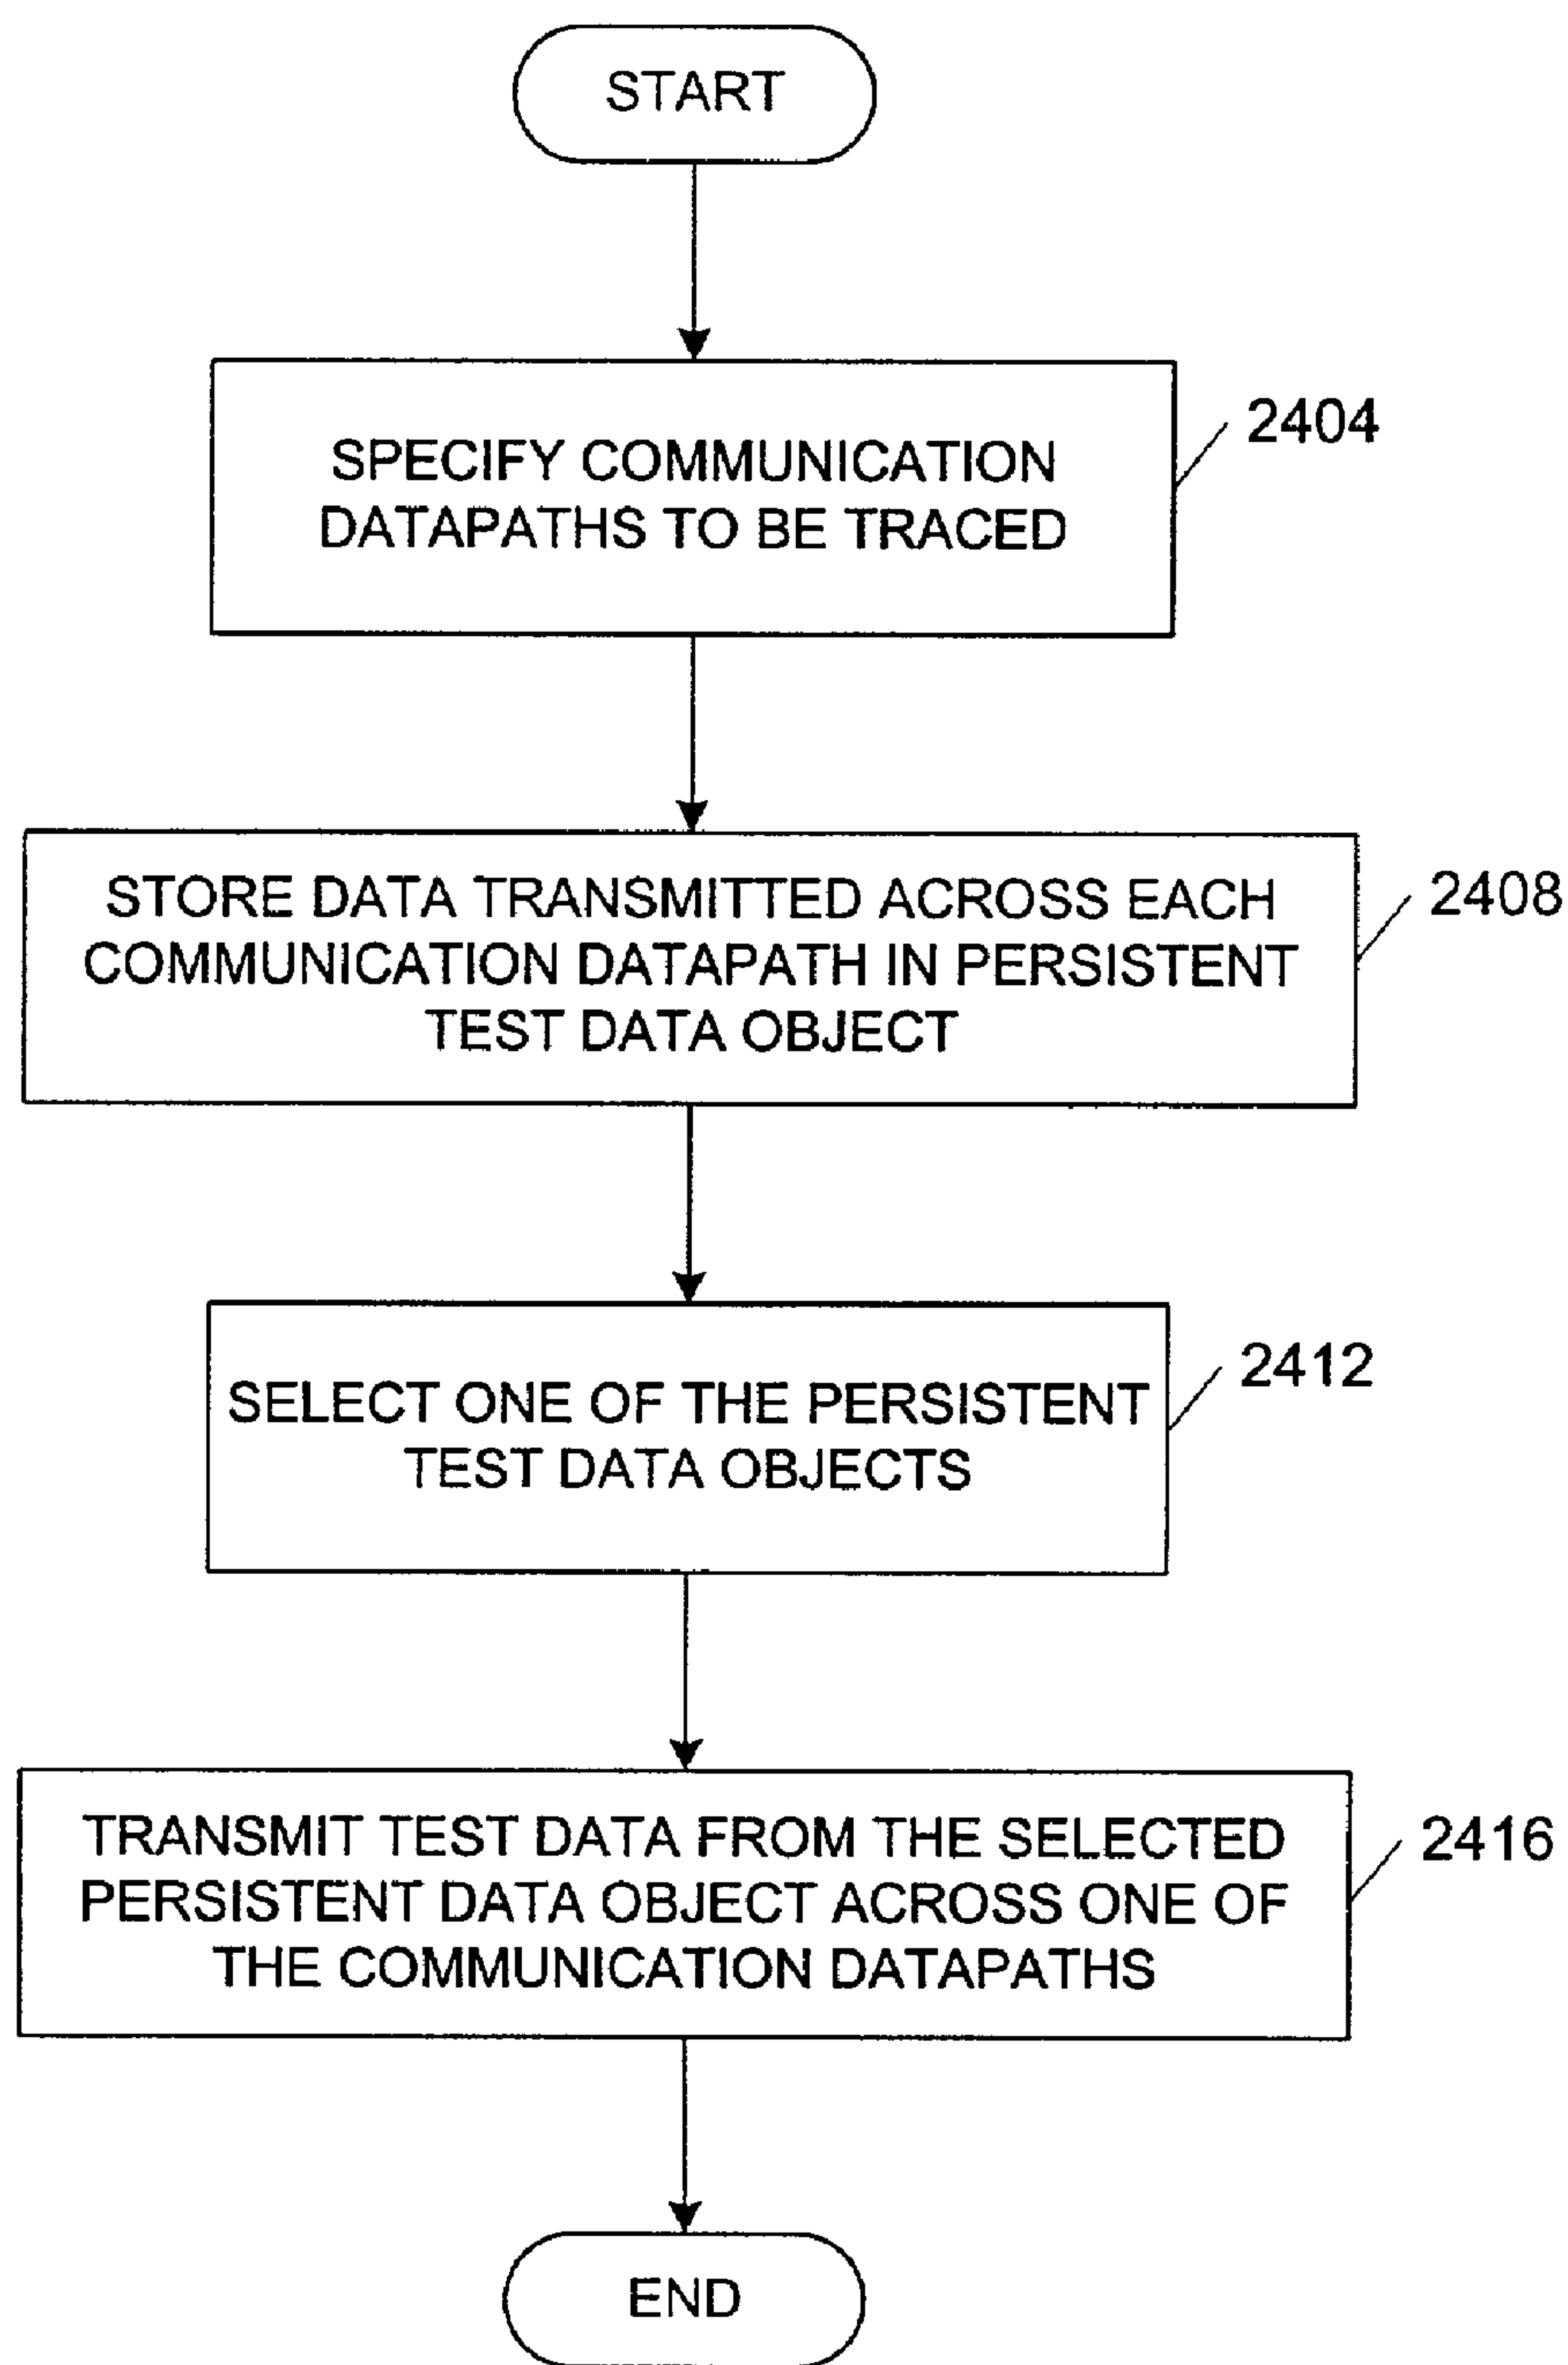 START
SPECIFY COMMUNICATION
DATAPATHS TO BE TRACED
2404
STORE DATA TRANSMITTED ACROSS EACH
COMMUNICATION DATAPATH IN PERSISTENT
TEST DATA OBJECT
2408
SELECT ONE OF THE PERSISTENT
TEST DATA OBJECTS
2412
TRANSMIT TEST DATA FROM THE SELECTED
PERSISTENT DATA OBJECT ACROSS ONE OF
THE COMMUNICATION DATAPATHS
2416
END